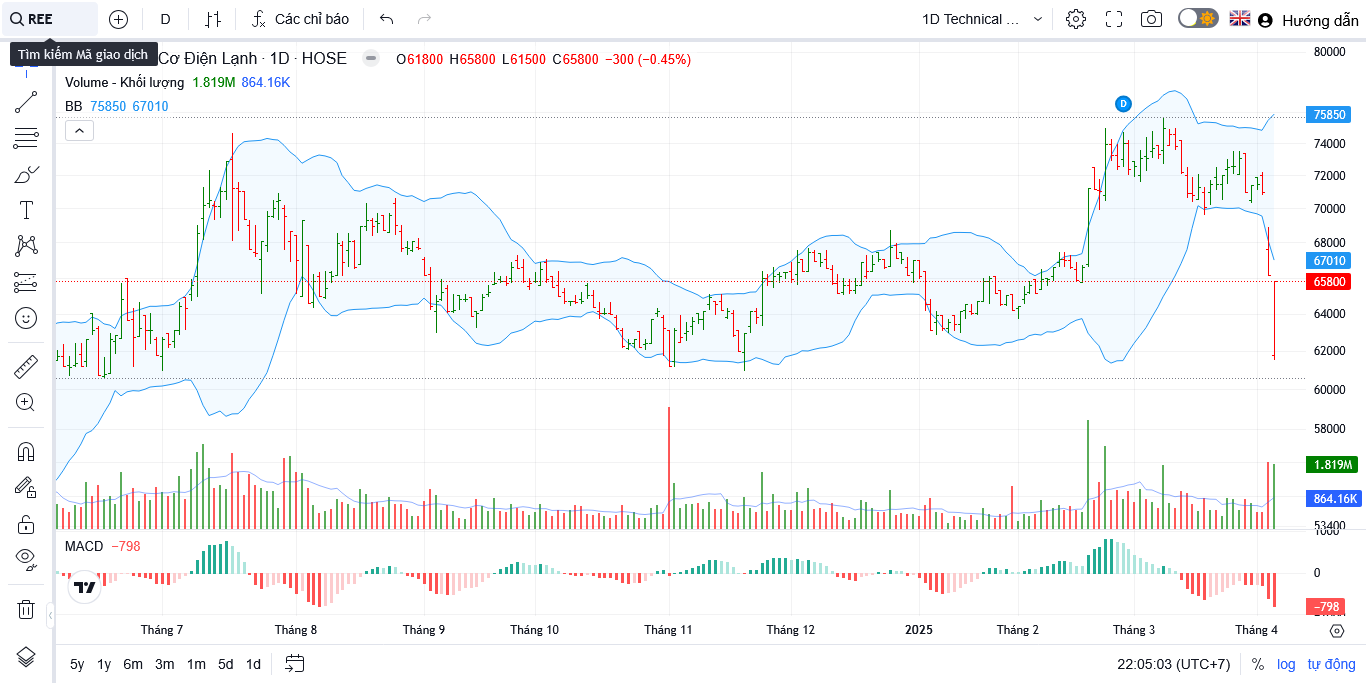 REE
D
Các chỉ báo
1D Technical ...
Hướng dẫn
Tìm kiếm Mã giao dịch
Cơ Điện Lạnh · 1D · HOSE
O61800 H65800 L61500 C65800 −300 (−0.45%)
Volume - Khối lượng 1.819M 864.16K
BB 75850 67010
D
80000
75850
74000
72000
70000
68000
67010
65800
64000
62000
60000
58000
1.819M
864.16K
53400
MACD −798
0
−798
Tháng 7
Tháng 8
Tháng 9
Tháng 10
Tháng 11
Tháng 12
2025
Tháng 2
Tháng 3
Tháng 4
5y 1y 6m 3m 1m 5d 1d
22:05:03 (UTC+7)
% log tự động